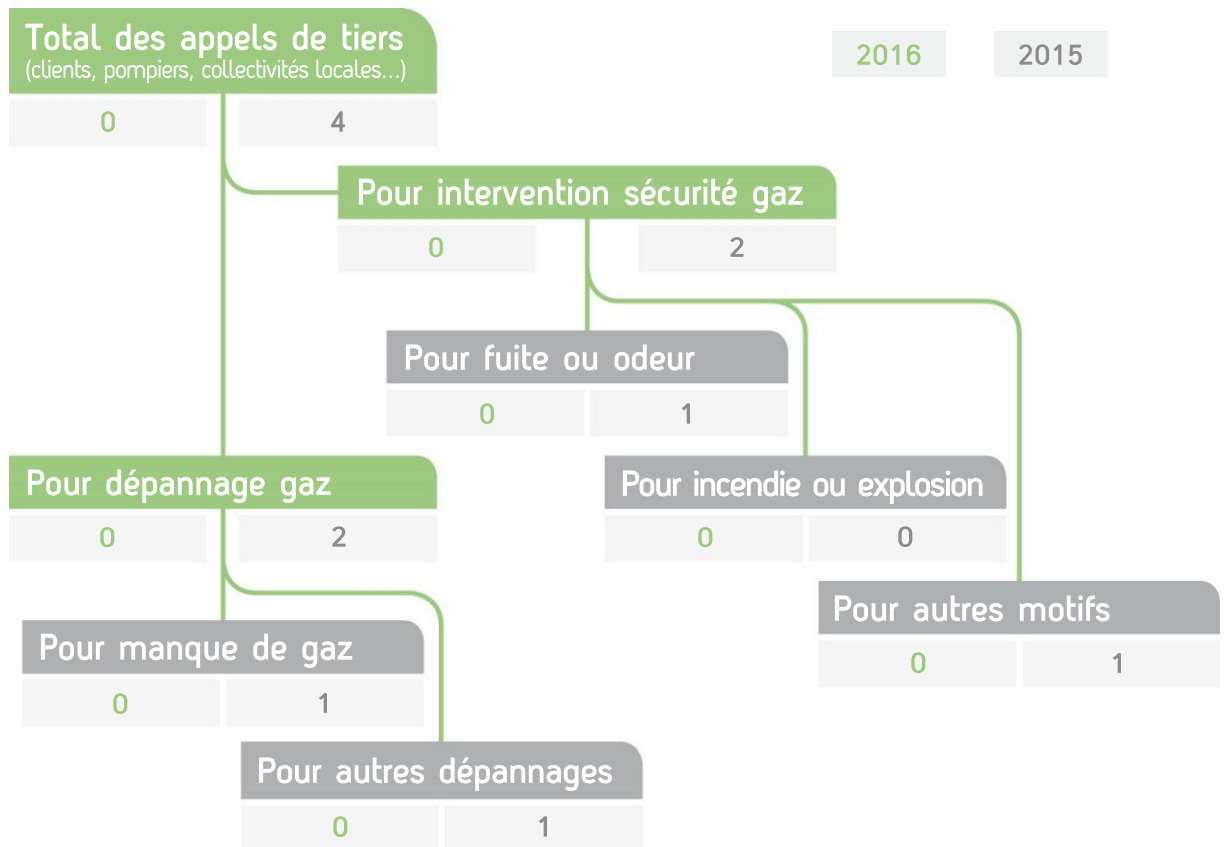 Total des appels de tiers
(clients, pompiers, collectivités locales...)
2016 2015
0 4
Pour intervention sécurité gaz
0 2
Pour fuite ou odeur
0 1
Pour dépannage gaz
0 2
Pour incendie ou explosion
0 0
Pour autres motifs
0 1
Pour manque de gaz
0 1
Pour autres dépannages
0 1